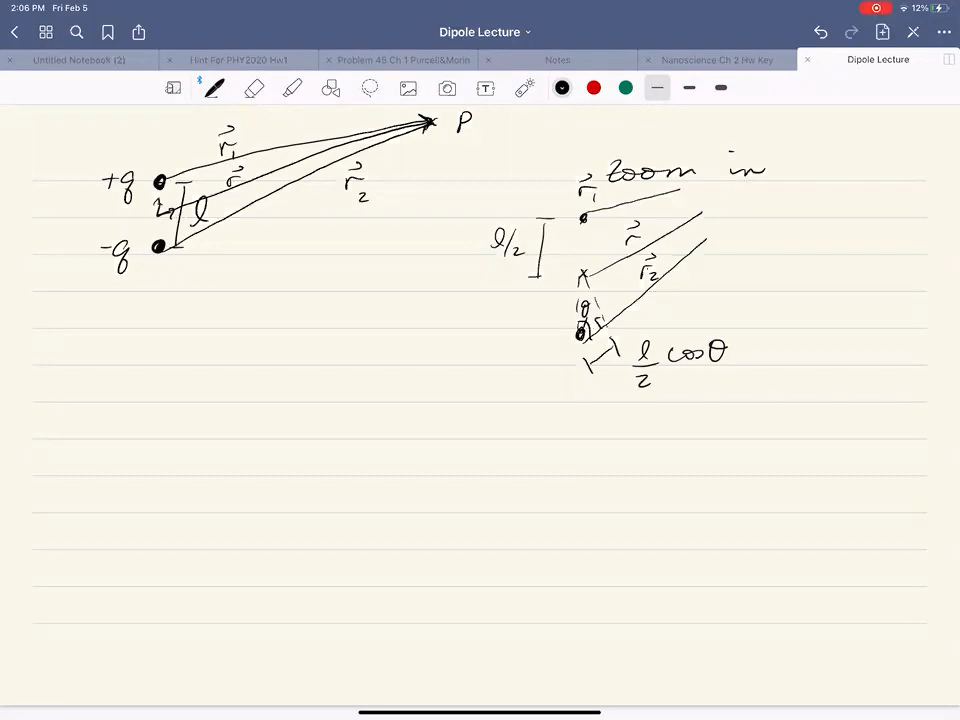 2:06 PM Fri Feb 5
12%
Dipole Lecture
Untitled Notebook (2)
Hint For PHY2020 Hw1
Problem 45 Ch 1 Purcell&Morin
Notes
Nanoscience Ch 2 Hw Key
Dipole Lecture
P
r⃗₁
+q
r⃗
r⃗₂
l
-q
Zoom in
r⃗₁
l/2
r⃗
r⃗₂
θ
l/2 cosθ